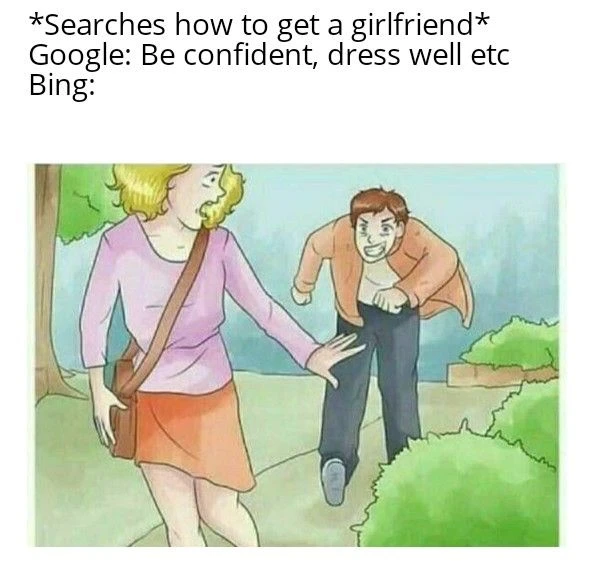 *Searches how to get a girlfriend*
Google: Be confident, dress well etc
Bing: